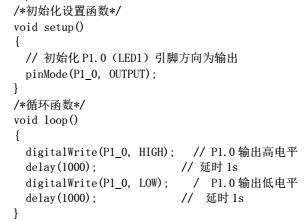 /*初始化设置函数*/
void setup()
{
// 初始化 P1.0（LED1）引脚方向为输出
pinMode(P1_0, OUTPUT);
}
/*循环函数*/
void loop()
{
digitalWrite(P1_0, HIGH); // P1.0 输出高电平
delay(1000); // 延时 1s
digitalWrite(P1_0, LOW); / P1.0 输出低电平
delay(1000); // 延时 1s
}